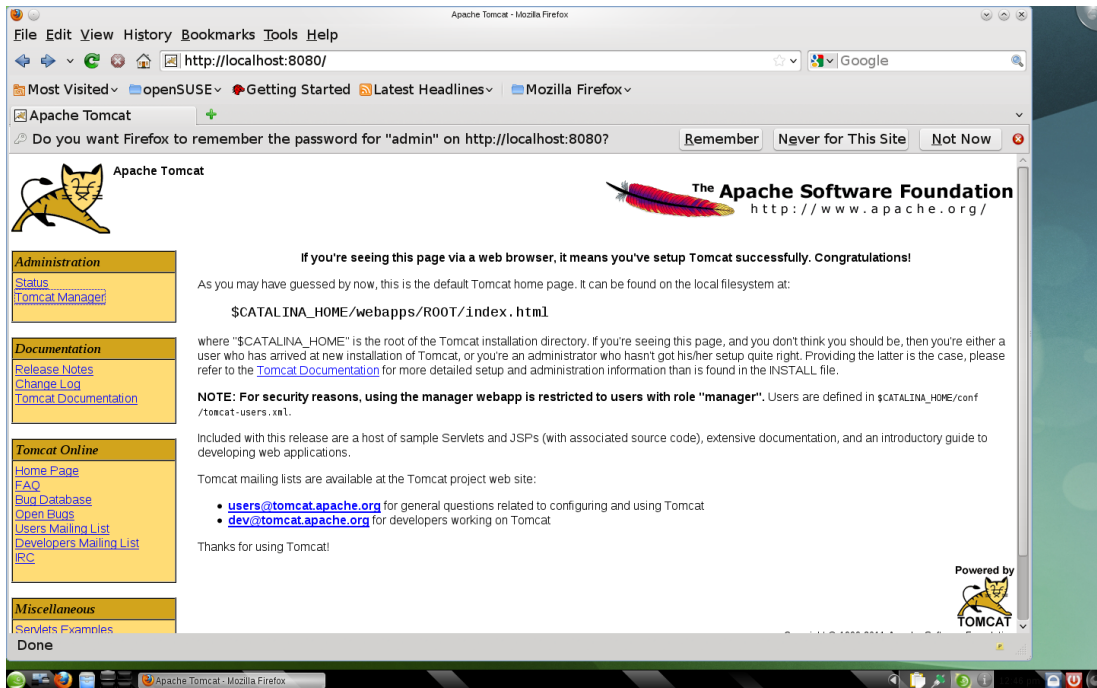 Apache Tomcat - Mozilla Firefox
File Edit View History Bookmarks Tools Help
http://localhost:8080/
Google
Most Visited openSUSE Getting Started Latest Headlines Mozilla Firefox
Apache Tomcat
Do you want Firefox to remember the password for "admin" on http://localhost:8080? Remember Never for This Site Not Now
Apache Tomcat
The Apache Software Foundation
http://www.apache.org/
Administration
Status
Tomcat Manager
Documentation
Release Notes
Change Log
Tomcat Documentation
Tomcat Online
Home Page
FAQ
Bug Database
Open Bugs
Users Mailing List
Developers Mailing List
IRC
Miscellaneous
Servlets Examples
If you're seeing this page via a web browser, it means you've setup Tomcat successfully. Congratulations!
As you may have guessed by now, this is the default Tomcat home page. It can be found on the local filesystem at:
$CATALINA_HOME/webapps/ROOT/index.html
where "$CATALINA_HOME" is the root of the Tomcat installation directory. If you're seeing this page, and you don't think you should be, then you're either a
user who has arrived at new installation of Tomcat, or you're an administrator who hasn't got his/her setup quite right. Providing the latter is the case, please
refer to the Tomcat Documentation for more detailed setup and administration information than is found in the INSTALL file.
NOTE: For security reasons, using the manager webapp is restricted to users with role "manager". Users are defined in $CATALINA_HOME/conf
/tomcat-users.xml.
Included with this release are a host of sample Servlets and JSPs (with associated source code), extensive documentation, and an introductory guide to
developing web applications.
Tomcat mailing lists are available at the Tomcat project web site:
users@tomcat.apache.org for general questions related to configuring and using Tomcat
dev@tomcat.apache.org for developers working on Tomcat
Thanks for using Tomcat!
Powered by
TOMCAT
Done
Apache Tomcat - Mozilla Firefox